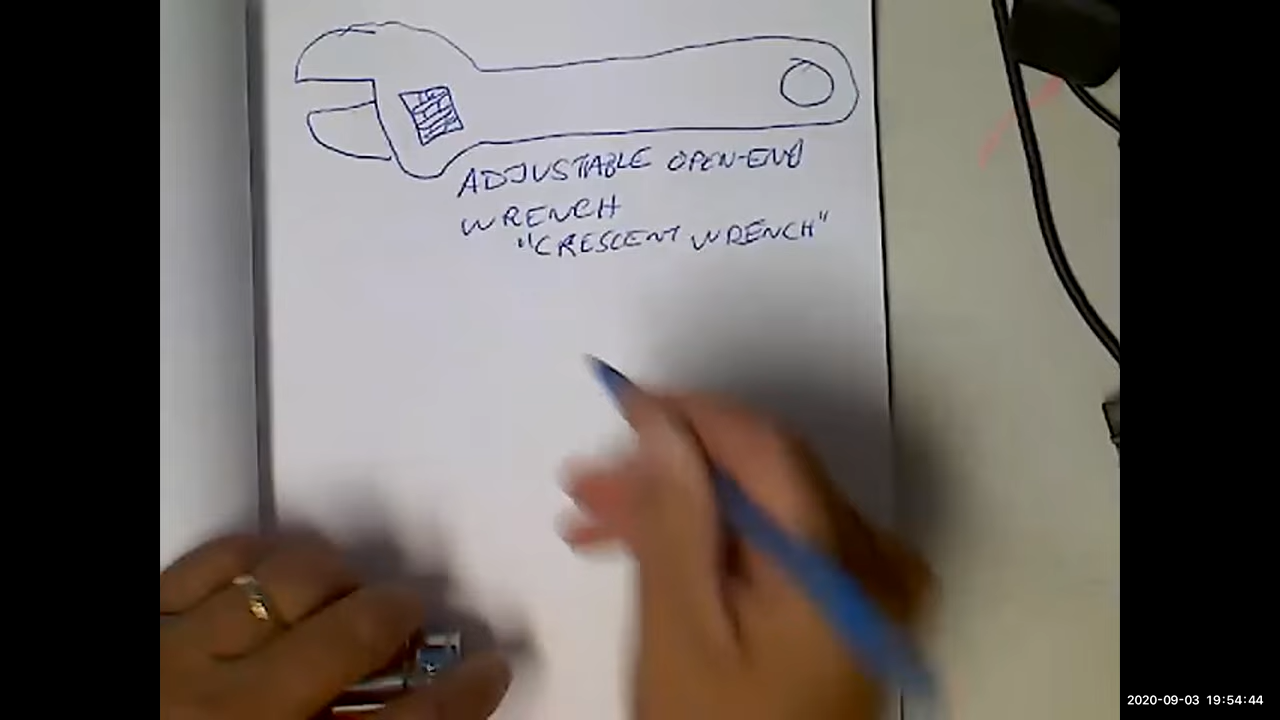 ADJUSTABLE OPEN-END
WRENCH
"CRESCENT WRENCH"
2020-09-03 19:54:44